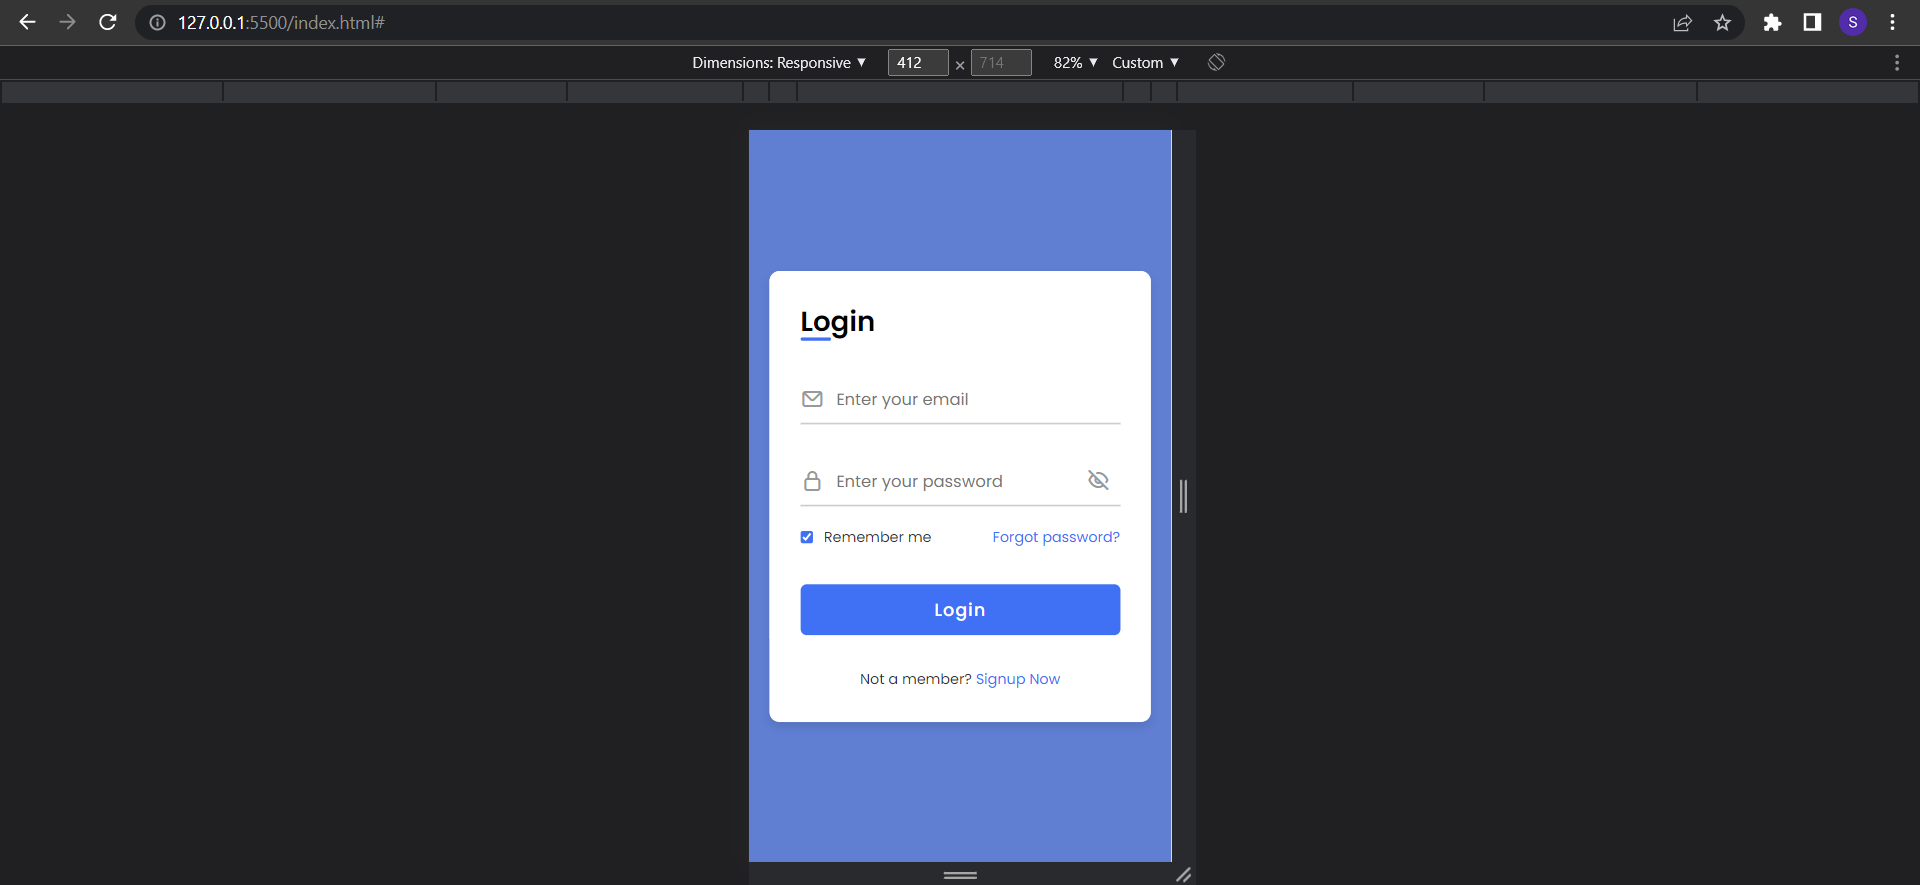 127.0.0.1:5500/index.html#
S
Dimensions: Responsive ▼ 412 × 714 82% ▼ Custom ▼
Login
Enter your email
Enter your password
Remember me Forgot password?
Login
Not a member? Signup Now